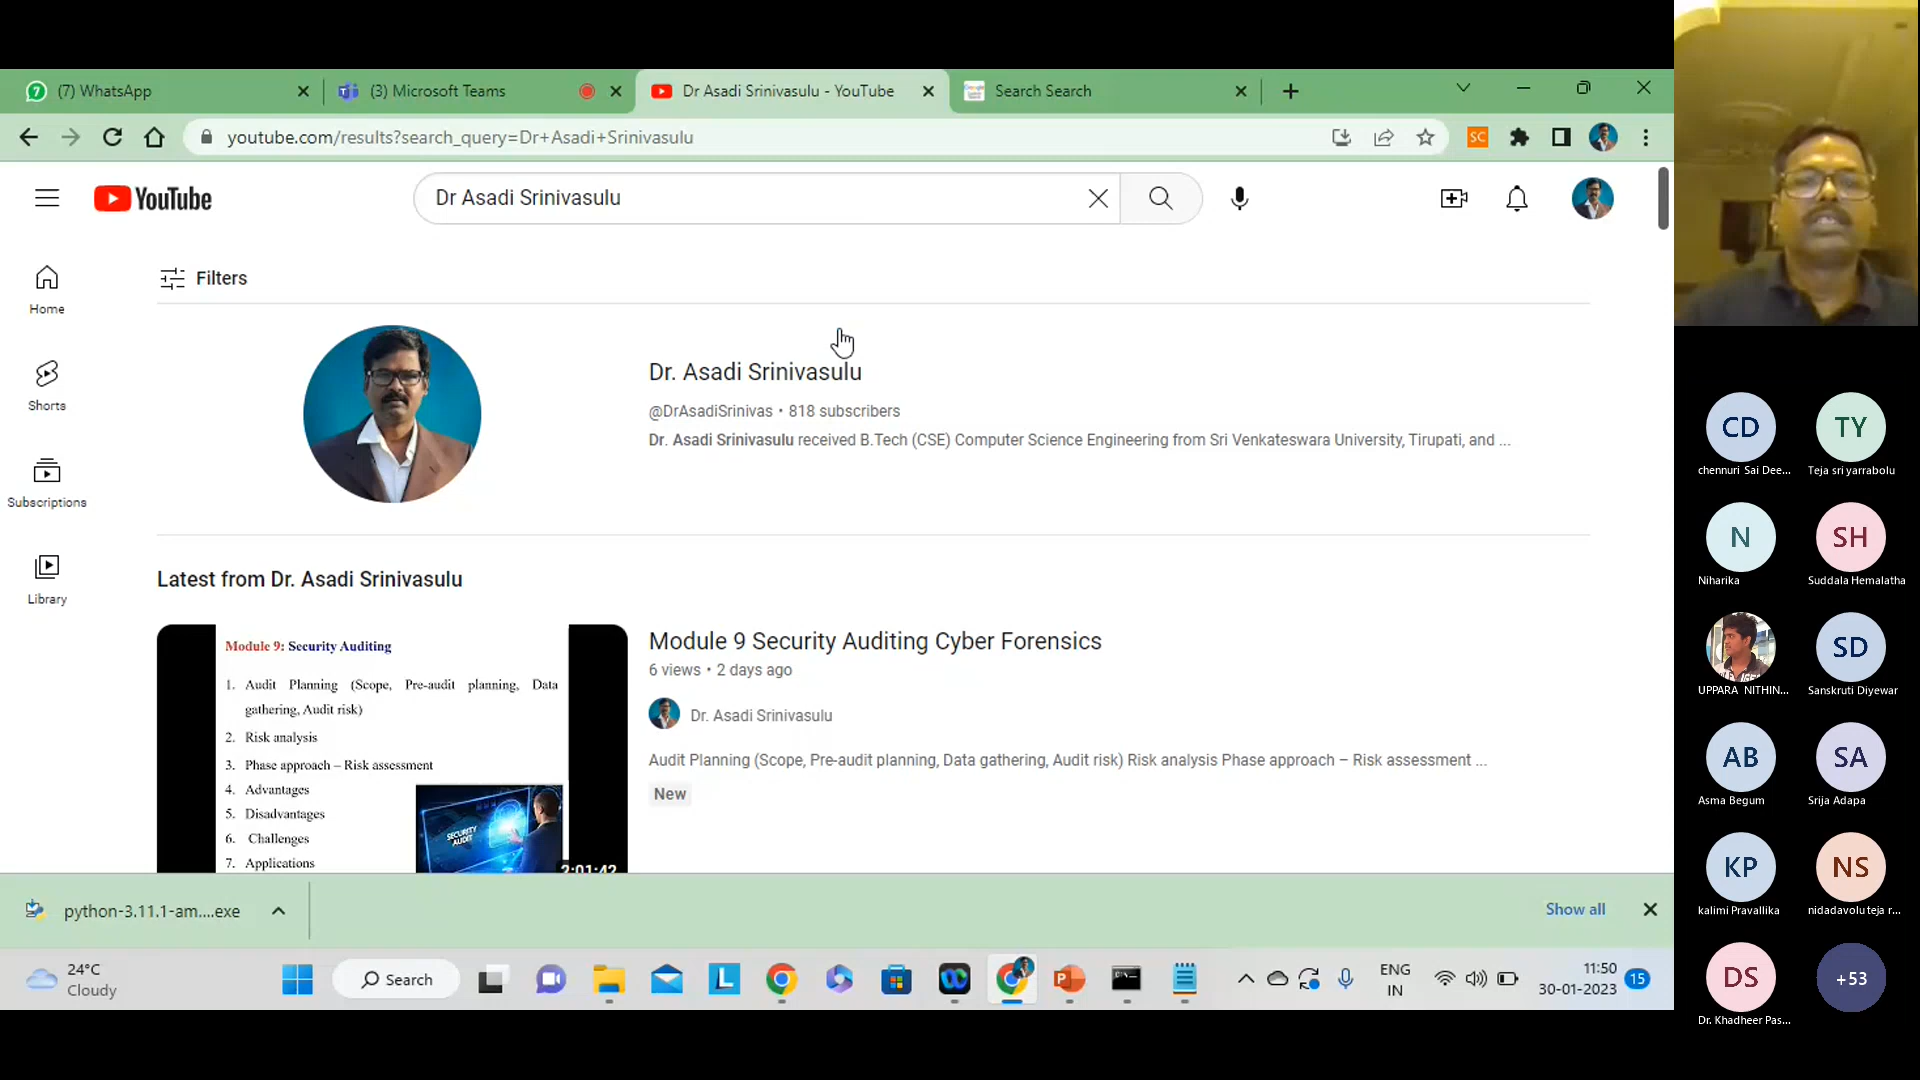 (7) WhatsApp
(3) Microsoft Teams
Dr Asadi Srinivasulu - YouTube
Search Search
youtube.com/results?search_query=Dr+Asadi+Srinivasulu
SC
YouTube
Dr Asadi Srinivasulu
Filters
Home
Shorts
Subscriptions
Library
Dr. Asadi Srinivasulu
@DrAsadiSrinivas • 818 subscribers
Dr. Asadi Srinivasulu received B.Tech (CSE) Computer Science Engineering from Sri Venkateswara University, Tirupati, and ...
Latest from Dr. Asadi Srinivasulu
Module 9: Security Auditing
1. Audit Planning (Scope, Pre-audit planning, Data
gathering, Audit risk)
2. Risk analysis
3. Phase approach – Risk assessment
4. Advantages
5. Disadvantages
6. Challenges
7. Applications
SECURITY
AUDIT
2:01:42
Module 9 Security Auditing Cyber Forensics
6 views • 2 days ago
Dr. Asadi Srinivasulu
Audit Planning (Scope, Pre-audit planning, Data gathering, Audit risk) Risk analysis Phase approach – Risk assessment ...
New
python-3.11.1-am....exe
Show all
24°C
Cloudy
Search
ENG
IN
11:50
30-01-2023
15
CD
chennuri Sai Dee...
TY
Teja sri yarrabolu
N
Niharika
SH
Suddala Hemalatha
UPPARA NITHIN...
SD
Sanskruti Diyewar
AB
Asma Begum
SA
Srija Adapa
KP
kalimi Pravallika
NS
nidadavolu teja r...
DS
Dr. Khadheer Pas...
+53